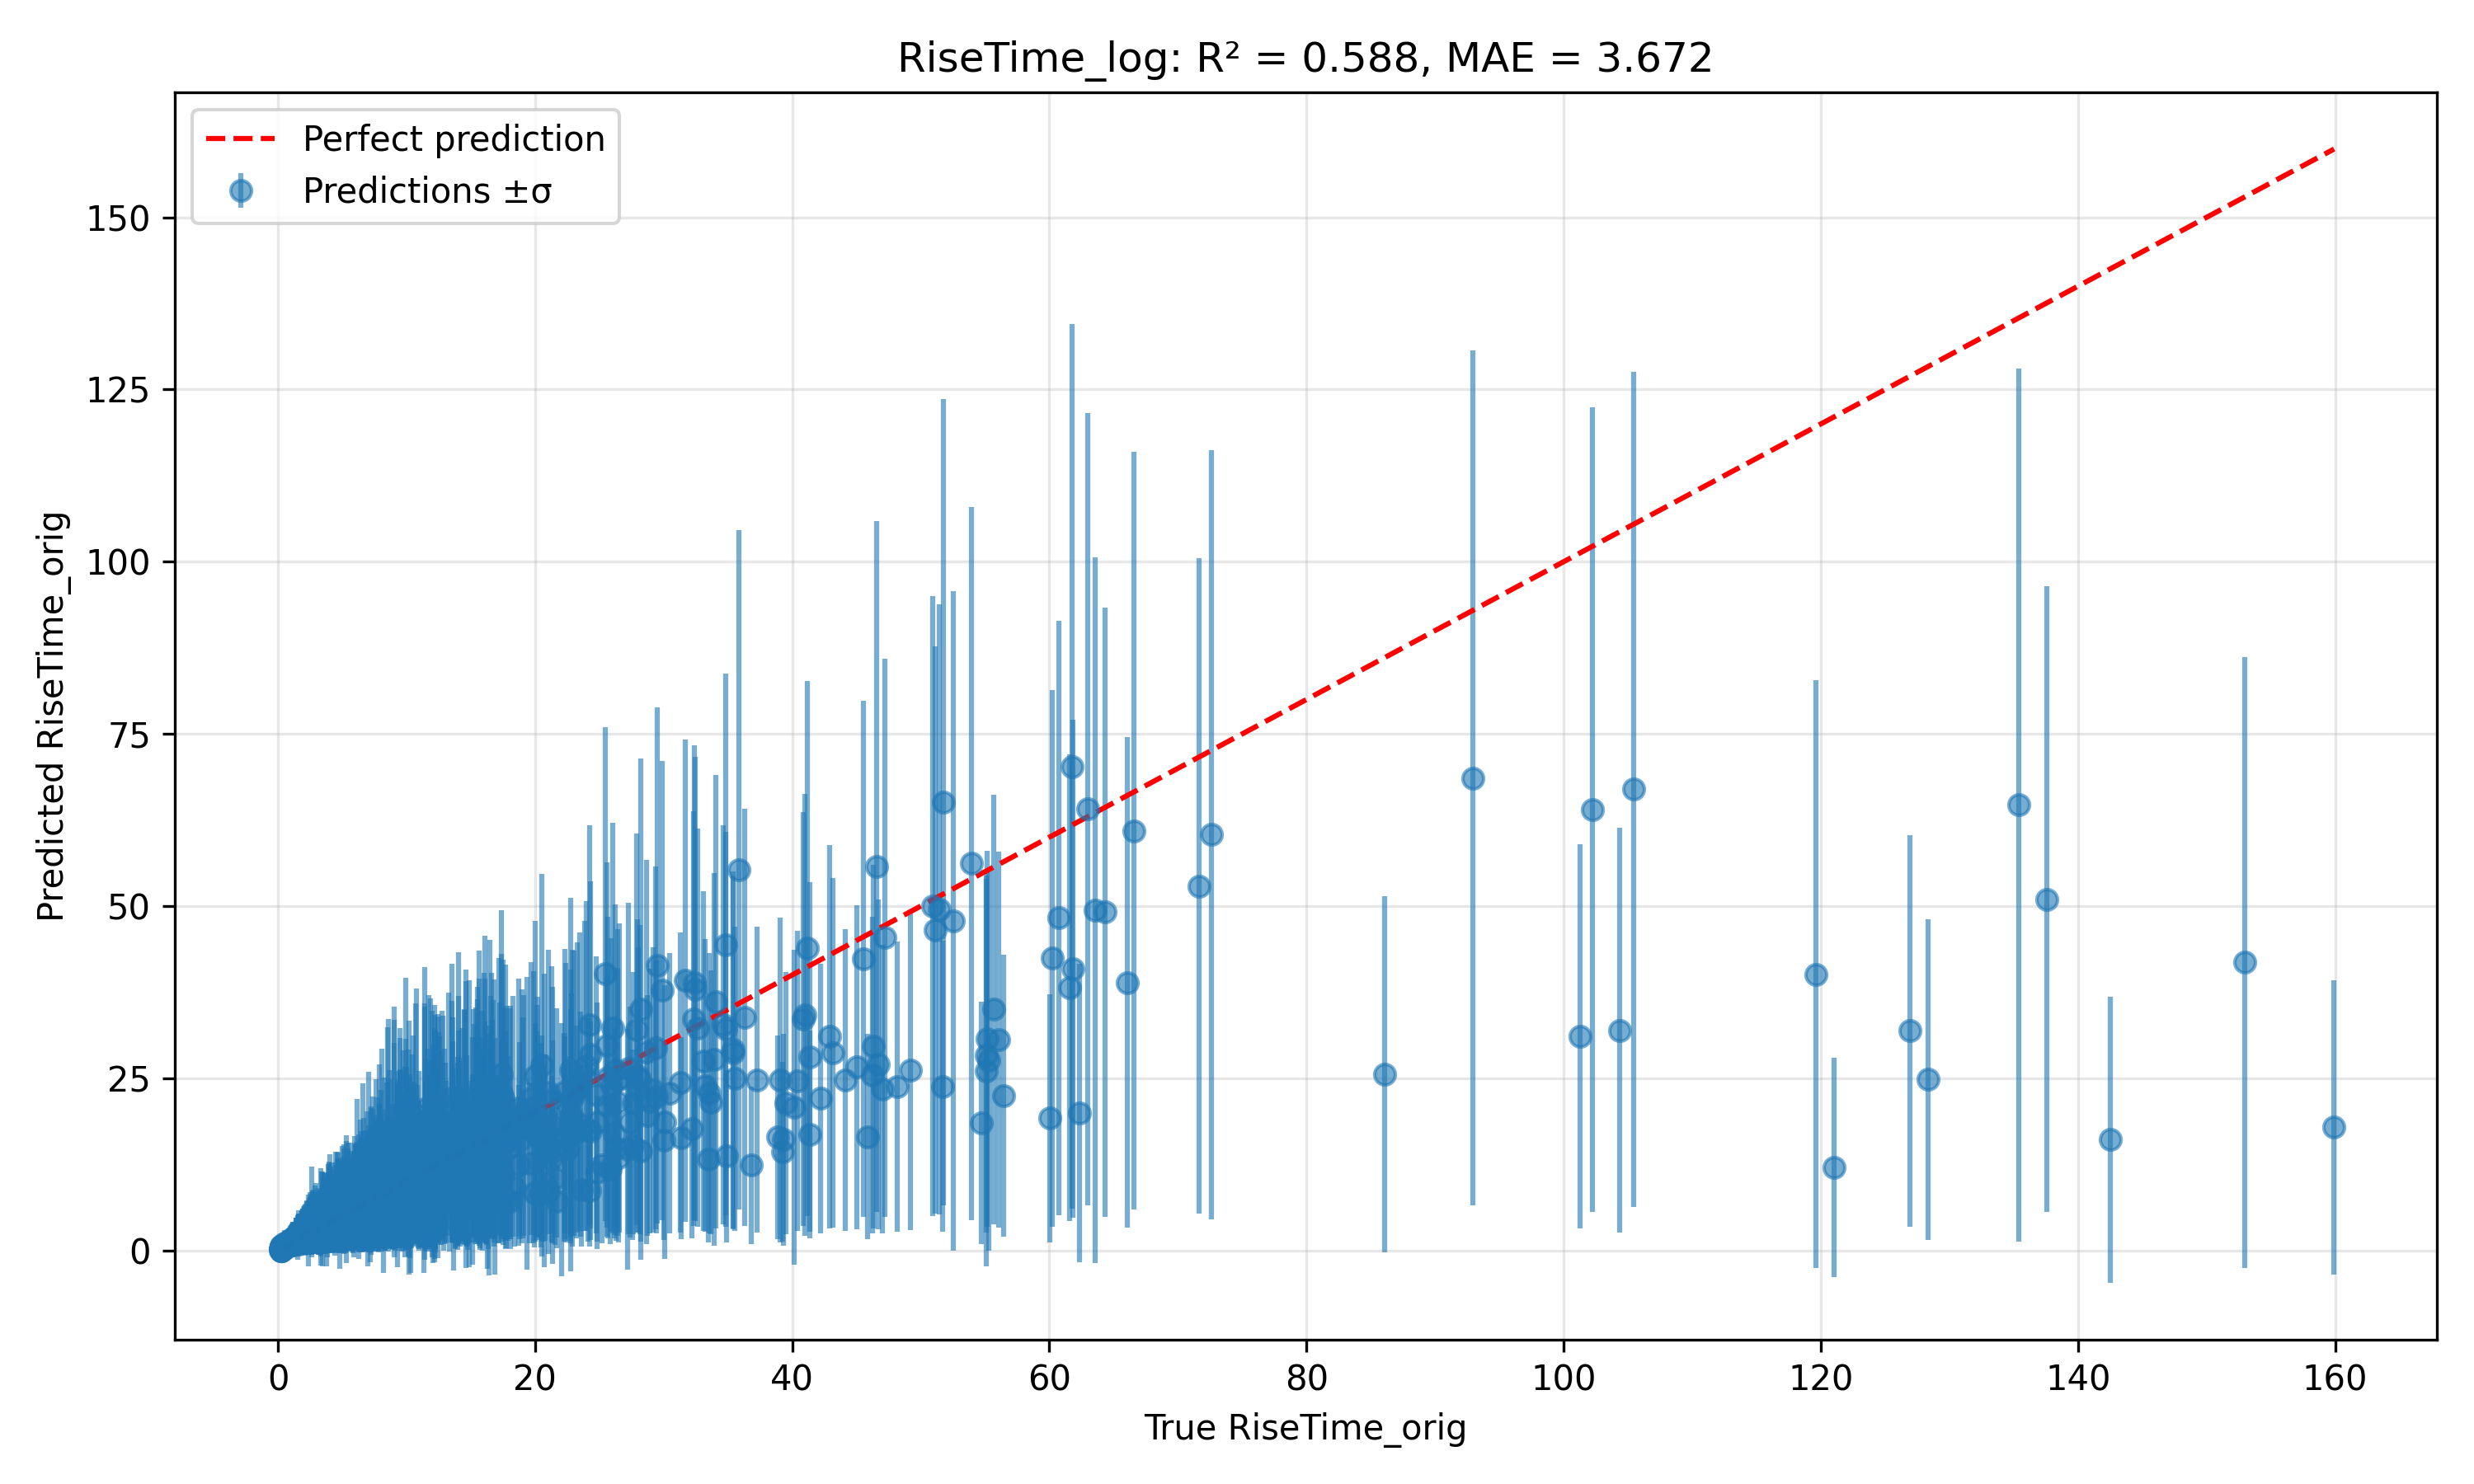 RiseTime_log: R² = 0.588, MAE = 3.672
Perfect prediction
Predictions ±σ
Predicted RiseTime_orig
150
125
100
75
50
25
0
0 20 40 60 80 100 120 140 160
True RiseTime_orig